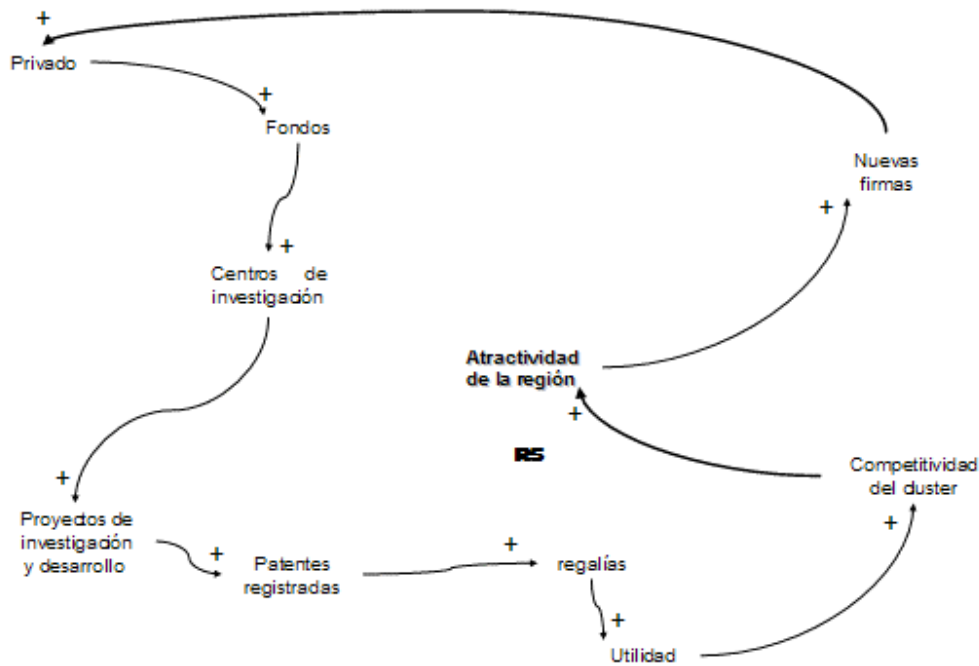 +
Privado
+
Fondos
+
Centros de
investigación
+
Proyectos de
investigación
y desarrollo
+
Patentes
registradas
+
regalías
+
Utilidad
+
Competitividad
del duster
+
Atractividad
de la región
R5
+
Nuevas
firmas